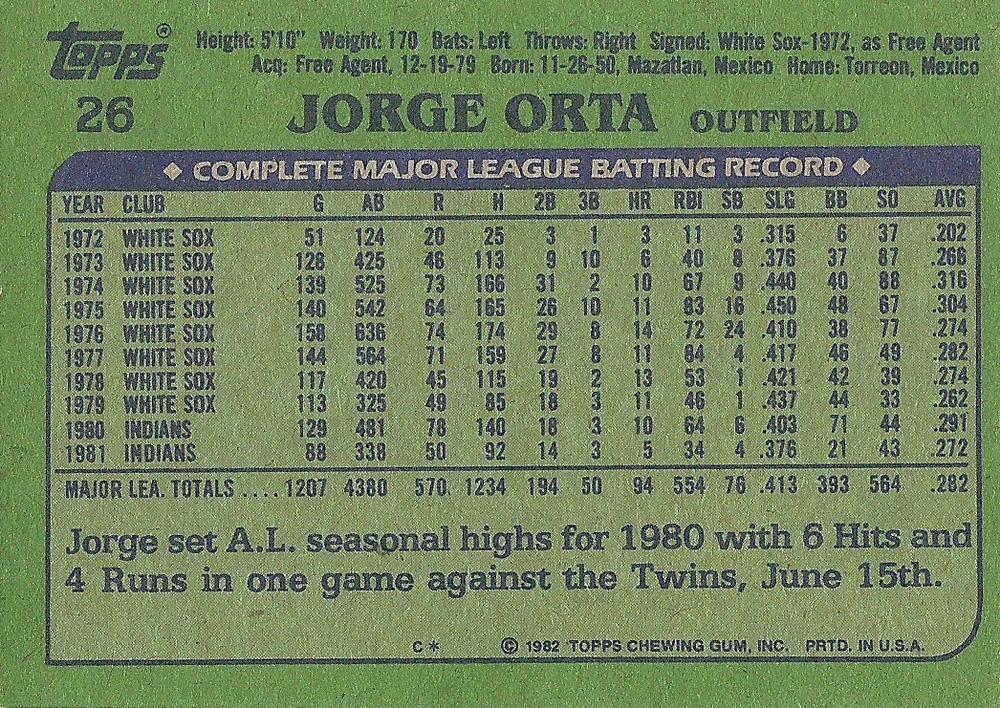 Topps®
Height: 5'10" Weight: 170 Bats: Left Throws: Right Signed: White Sox-1972, as Free Agent
Acq: Free Agent, 12-19-79 Born: 11-26-50, Mazatlan, Mexico Home: Torreon, Mexico
26 JORGE ORTA OUTFIELD
◆ COMPLETE MAJOR LEAGUE BATTING RECORD ◆
YEAR CLUB G AB R H 2B 3B HR RBI SB SLG BB SO AVG
1972 WHITE SOX 51 124 20 25 3 1 3 11 3 .315 6 37 .202
1973 WHITE SOX 128 425 46 113 9 10 6 40 8 .376 37 87 .266
1974 WHITE SOX 139 525 73 166 31 2 10 67 9 .440 40 88 .316
1975 WHITE SOX 140 542 64 165 26 10 11 83 16 .450 48 67 .304
1976 WHITE SOX 158 636 74 174 29 8 14 72 24 .410 38 77 .274
1977 WHITE SOX 144 564 71 159 27 8 11 84 4 .417 46 49 .282
1978 WHITE SOX 117 420 45 115 19 2 13 53 1 .421 42 39 .274
1979 WHITE SOX 113 325 49 85 18 3 11 46 1 .437 44 33 .262
1980 INDIANS 129 481 78 140 18 3 10 64 6 .403 71 44 .291
1981 INDIANS 88 338 50 92 14 3 5 34 4 .376 21 43 .272
MAJOR LEA. TOTALS .... 1207 4380 570 1234 194 50 94 554 76 .413 393 564 .282
Jorge set A.L. seasonal highs for 1980 with 6 Hits and
4 Runs in one game against the Twins, June 15th.
C* © 1982 TOPPS CHEWING GUM, INC. PRTD. IN U.S.A.